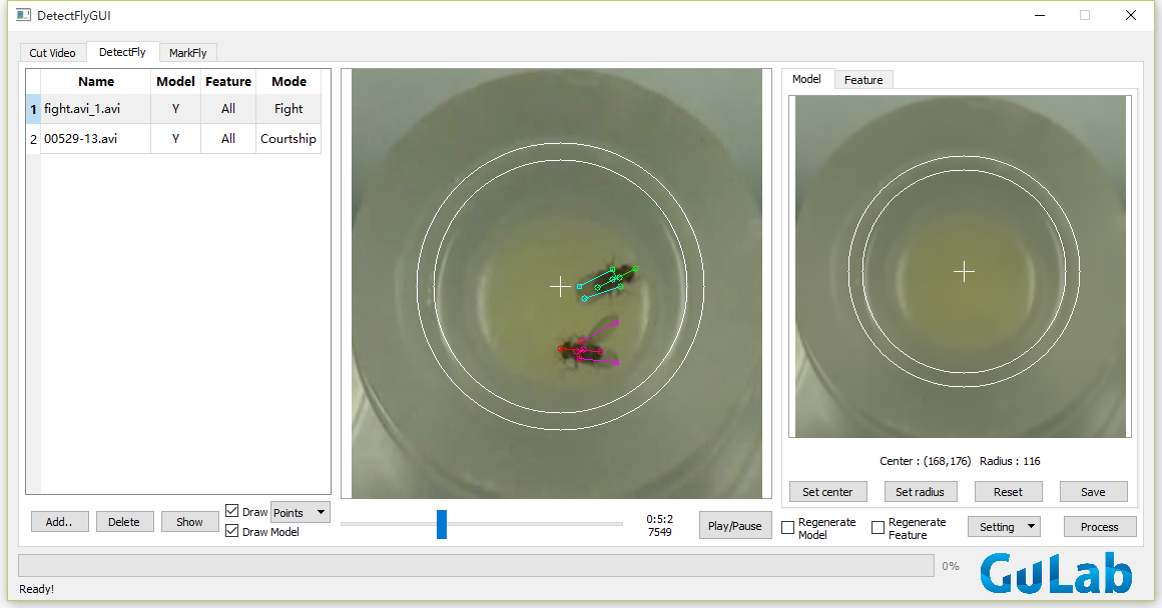 DetectFlyGUI
Cut Video DetectFly MarkFly
Name Model Feature Mode
1 fight.avi_1.avi Y All Fight
2 00529-13.avi Y All Courtship
Model Feature
Center : (168,176) Radius : 116
Set center Set radius Reset Save
Add.. Delete Show
Draw Points
Draw Model
0:5:2
7549
Play/Pause
Regenerate
Model
Regenerate
Feature
Setting Process
0%
GuLab
Ready!